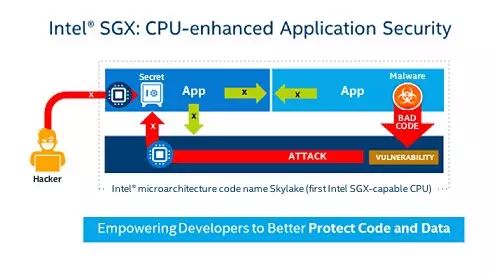 Intel® SGX: CPU-enhanced Application Security
Secret
App
App
Malware
X
X
X
X
X
BAD
CODE
ATTACK
VULNERABILITY
Hacker
Intel® microarchitecture code name Skylake (first Intel SGX-capable CPU)
Empowering Developers to Better Protect Code and Data